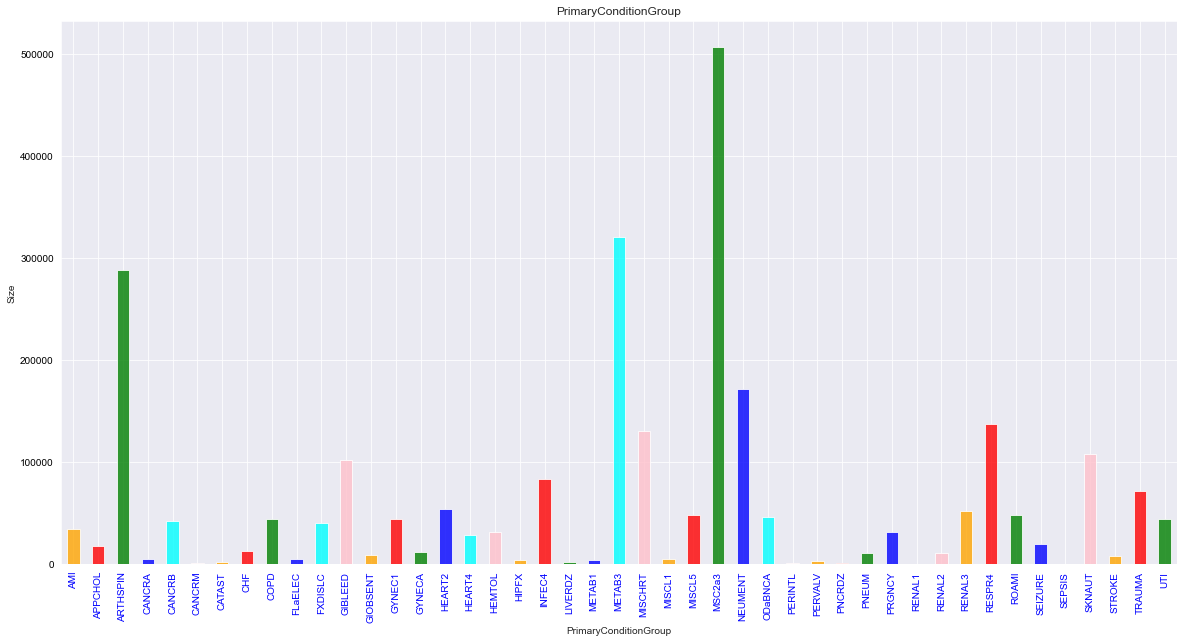 PrimaryConditionGroup
500000
400000
300000
200000
100000
0
Size
AMI
APPCHOL
ARTHSPIN
CANCRA
CANCRB
CANCRM
CATAST
CHF
COPD
FLaELEC
FXDISLC
GIBLEED
GIOBSENT
GYNEC1
GYNECA
HEART2
HEART4
HEMTOL
HIPFX
INFEC4
LIVERDZ
METAB1
METAB3
MISCHRT
MISCL1
MISCL5
MSC2a3
NEUMENT
ODaBNCA
PERINTL
PERVALV
PNCRDZ
PNEUM
PRGNCY
RENAL1
RENAL2
RENAL3
RESPR4
ROAMI
SEIZURE
SEPSIS
SKNAUT
STROKE
TRAUMA
UTI
PrimaryConditionGroup